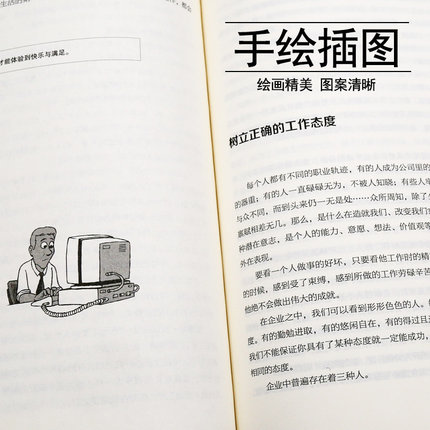 生活的
都会
才能体验到快乐与满足。
手绘插图
绘画精美 图案清晰
树立正确的工作态度
每个人都有不同的职业轨迹，有的人成为公司里的
的器重；有的人一直碌碌无为，不被人知晓；有些人牢
与众不同，而到头来仍一无是处……众所周知，除了少
禀赋相差无几。那么，是什么在造就我们、改变我们
种潜在意志，是个人的能力、意愿、想法、价值观等
外在表现。
要看一个人做事的好坏，只要看他工作时的精
的时候，感到受了束缚，感到所做的工作劳碌辛苦
他绝不会做出伟大的成就。
在企业之中，我们可以看到形形色色的人。
度。有的勤勉进取，有的悠闲自在，有的得过且过
我们不能保证你具有了某种态度就一定能成功，
相同的态度。
企业中普遍存在着三种人。